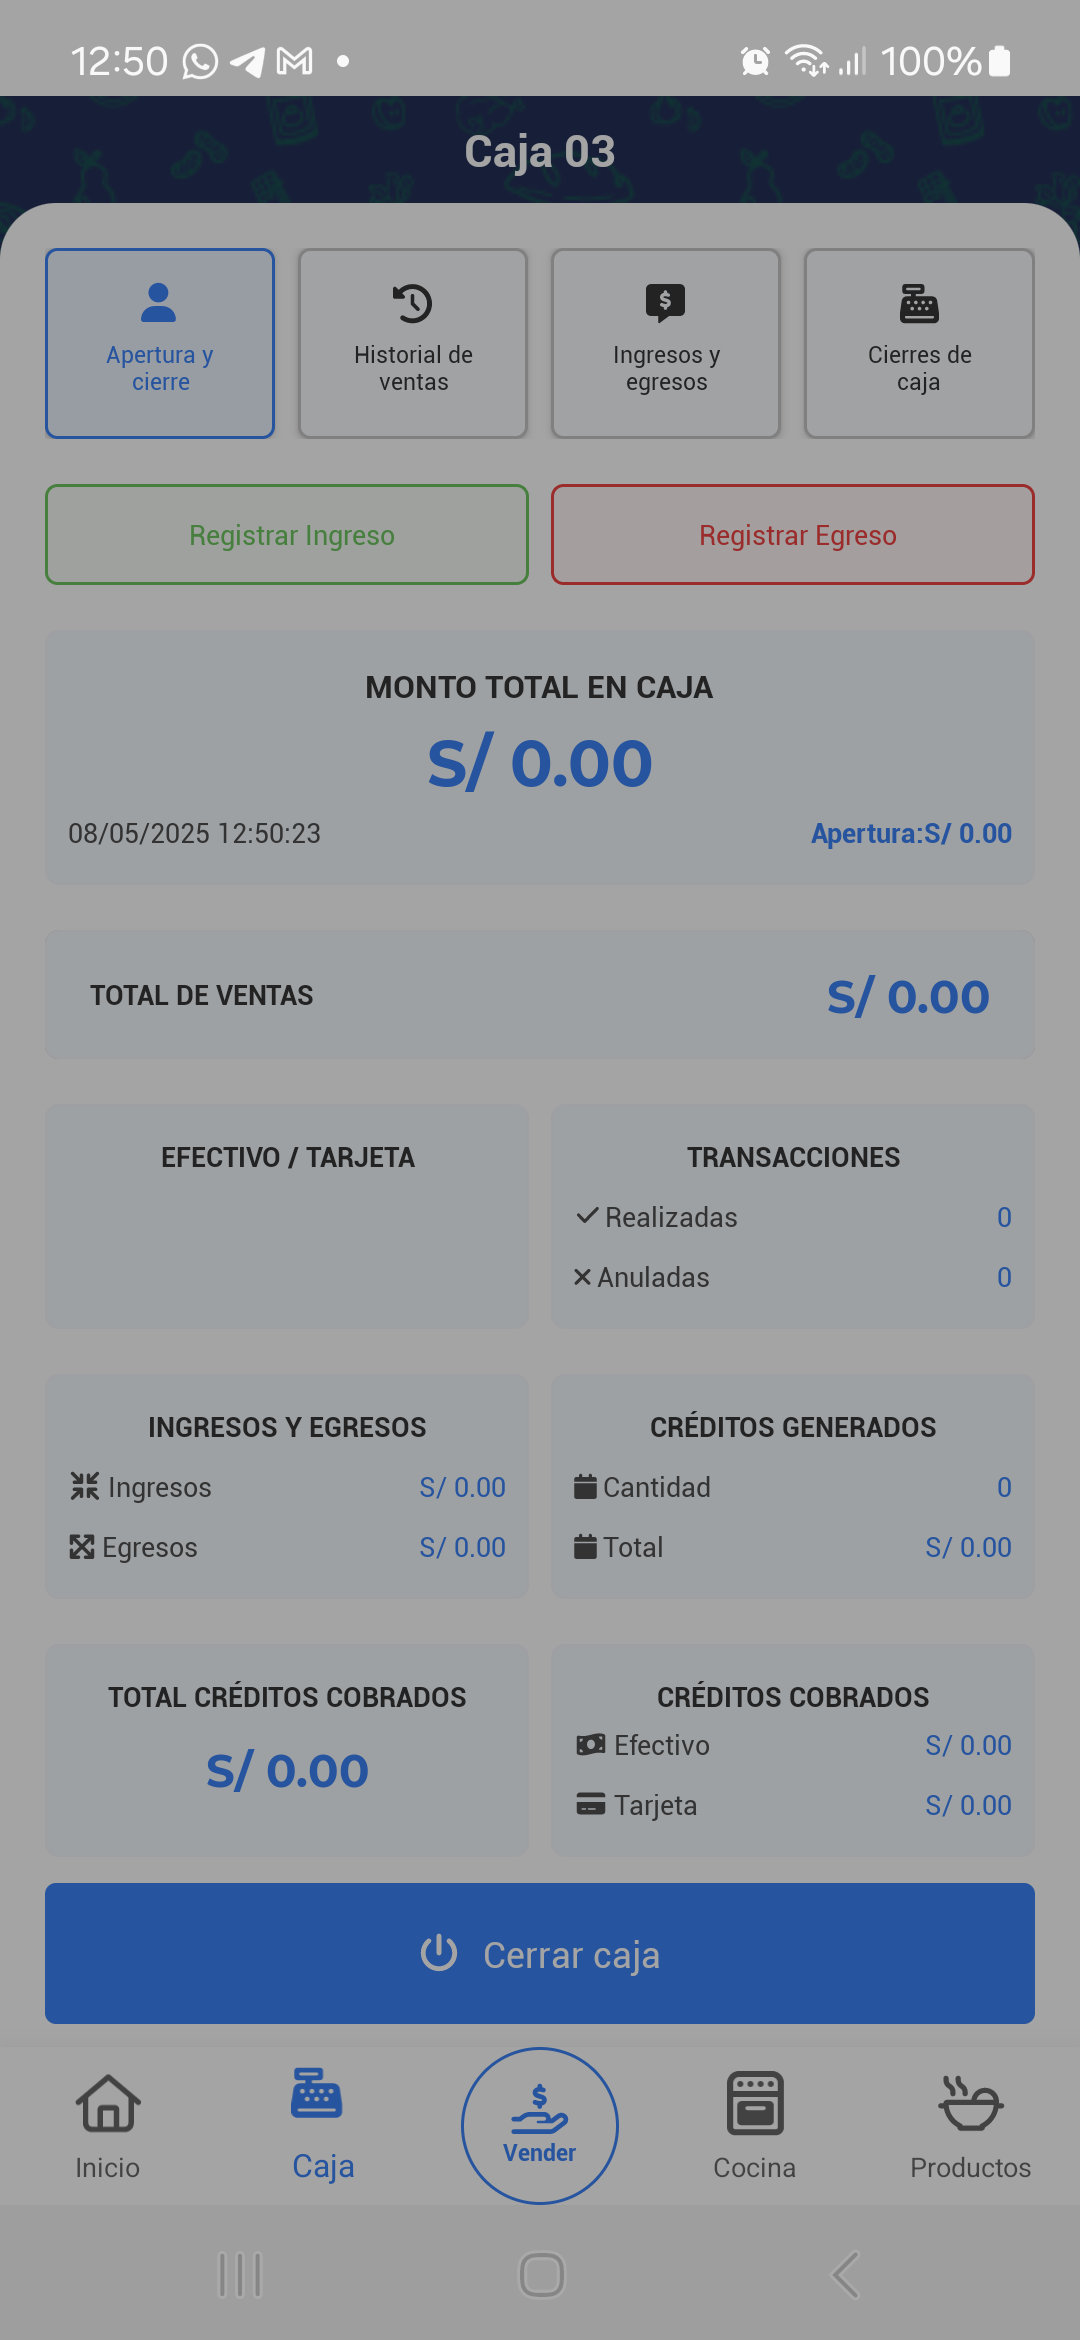 12:50
100%
Caja 03
Apertura y
cierre
Historial de
ventas
Ingresos y
egresos
Cierres de
caja
Registrar Ingreso
Registrar Egreso
MONTO TOTAL EN CAJA
S/ 0.00
08/05/2025 12:50:23
Apertura:S/ 0.00
TOTAL DE VENTAS
S/ 0.00
EFECTIVO / TARJETA
TRANSACCIONES
Realizadas 0
Anuladas 0
INGRESOS Y EGRESOS
Ingresos S/ 0.00
Egresos S/ 0.00
CRÉDITOS GENERADOS
Cantidad 0
Total S/ 0.00
TOTAL CRÉDITOS COBRADOS
S/ 0.00
CRÉDITOS COBRADOS
Efectivo S/ 0.00
Tarjeta S/ 0.00
Cerrar caja
Inicio
Caja
Vender
Cocina
Productos